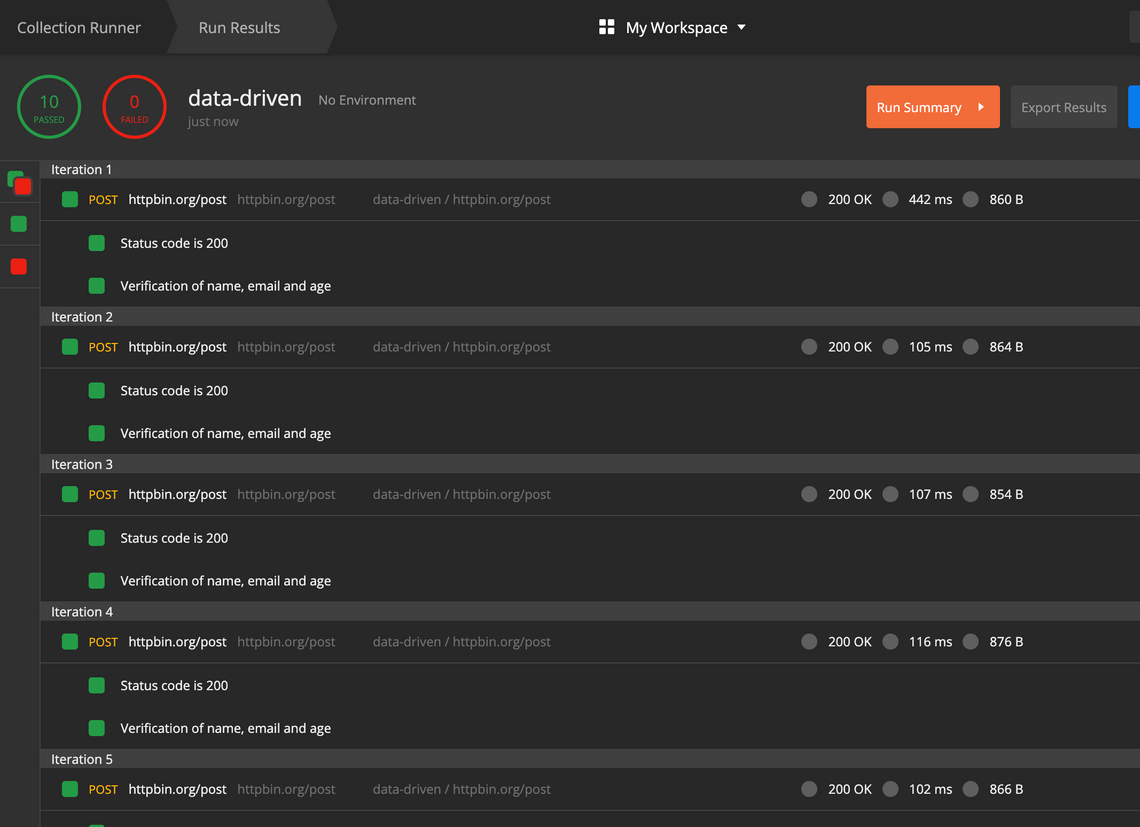 Collection Runner Run Results My Workspace
10 PASSED 0 FAILED data-driven No Environment Run Summary Export Results
just now
Iteration 1
POST httpbin.org/post httpbin.org/post data-driven / httpbin.org/post 200 OK 442 ms 860 B
Status code is 200
Verification of name, email and age
Iteration 2
POST httpbin.org/post httpbin.org/post data-driven / httpbin.org/post 200 OK 105 ms 864 B
Status code is 200
Verification of name, email and age
Iteration 3
POST httpbin.org/post httpbin.org/post data-driven / httpbin.org/post 200 OK 107 ms 854 B
Status code is 200
Verification of name, email and age
Iteration 4
POST httpbin.org/post httpbin.org/post data-driven / httpbin.org/post 200 OK 116 ms 876 B
Status code is 200
Verification of name, email and age
Iteration 5
POST httpbin.org/post httpbin.org/post data-driven / httpbin.org/post 200 OK 102 ms 866 B